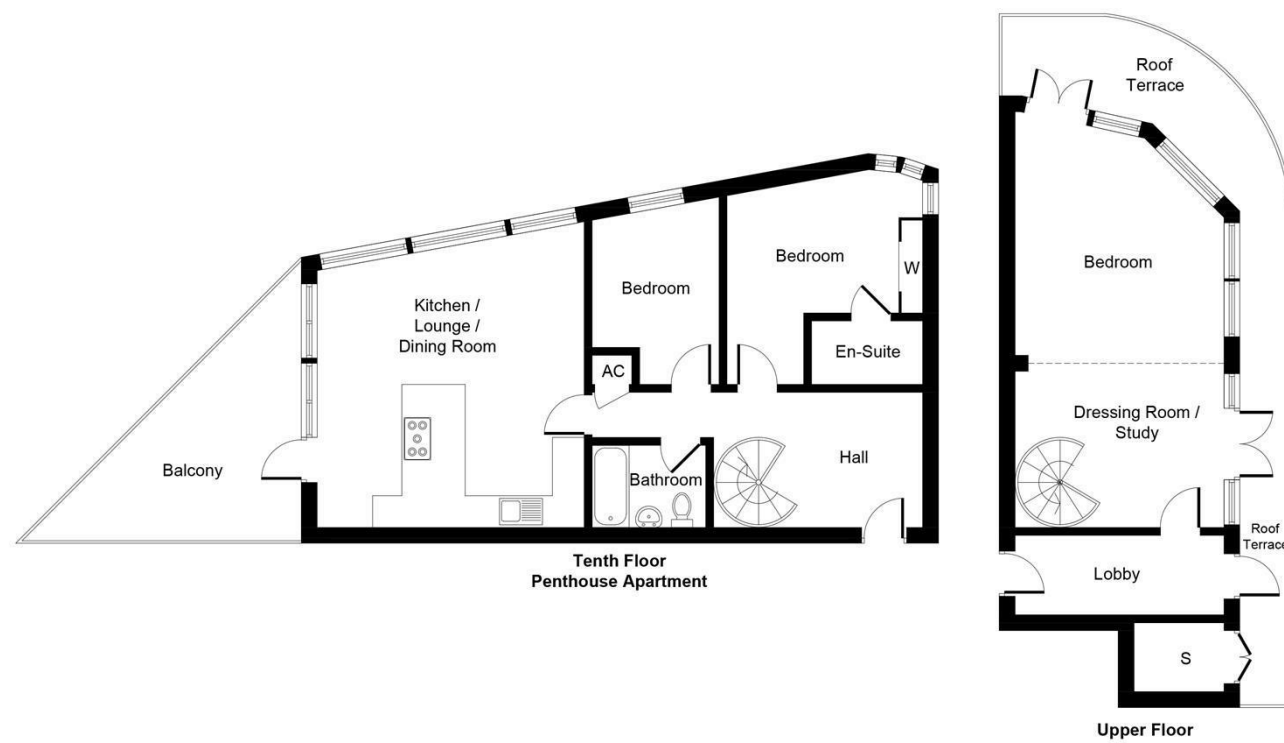 Kitchen /
Lounge /
Dining Room
Bedroom
Bedroom
W
En-Suite
AC
Balcony
Bathroom
Hall
Tenth Floor
Penthouse Apartment
Roof
Terrace
Bedroom
Dressing Room /
Study
Roof
Terrace
Lobby
S
Upper Floor